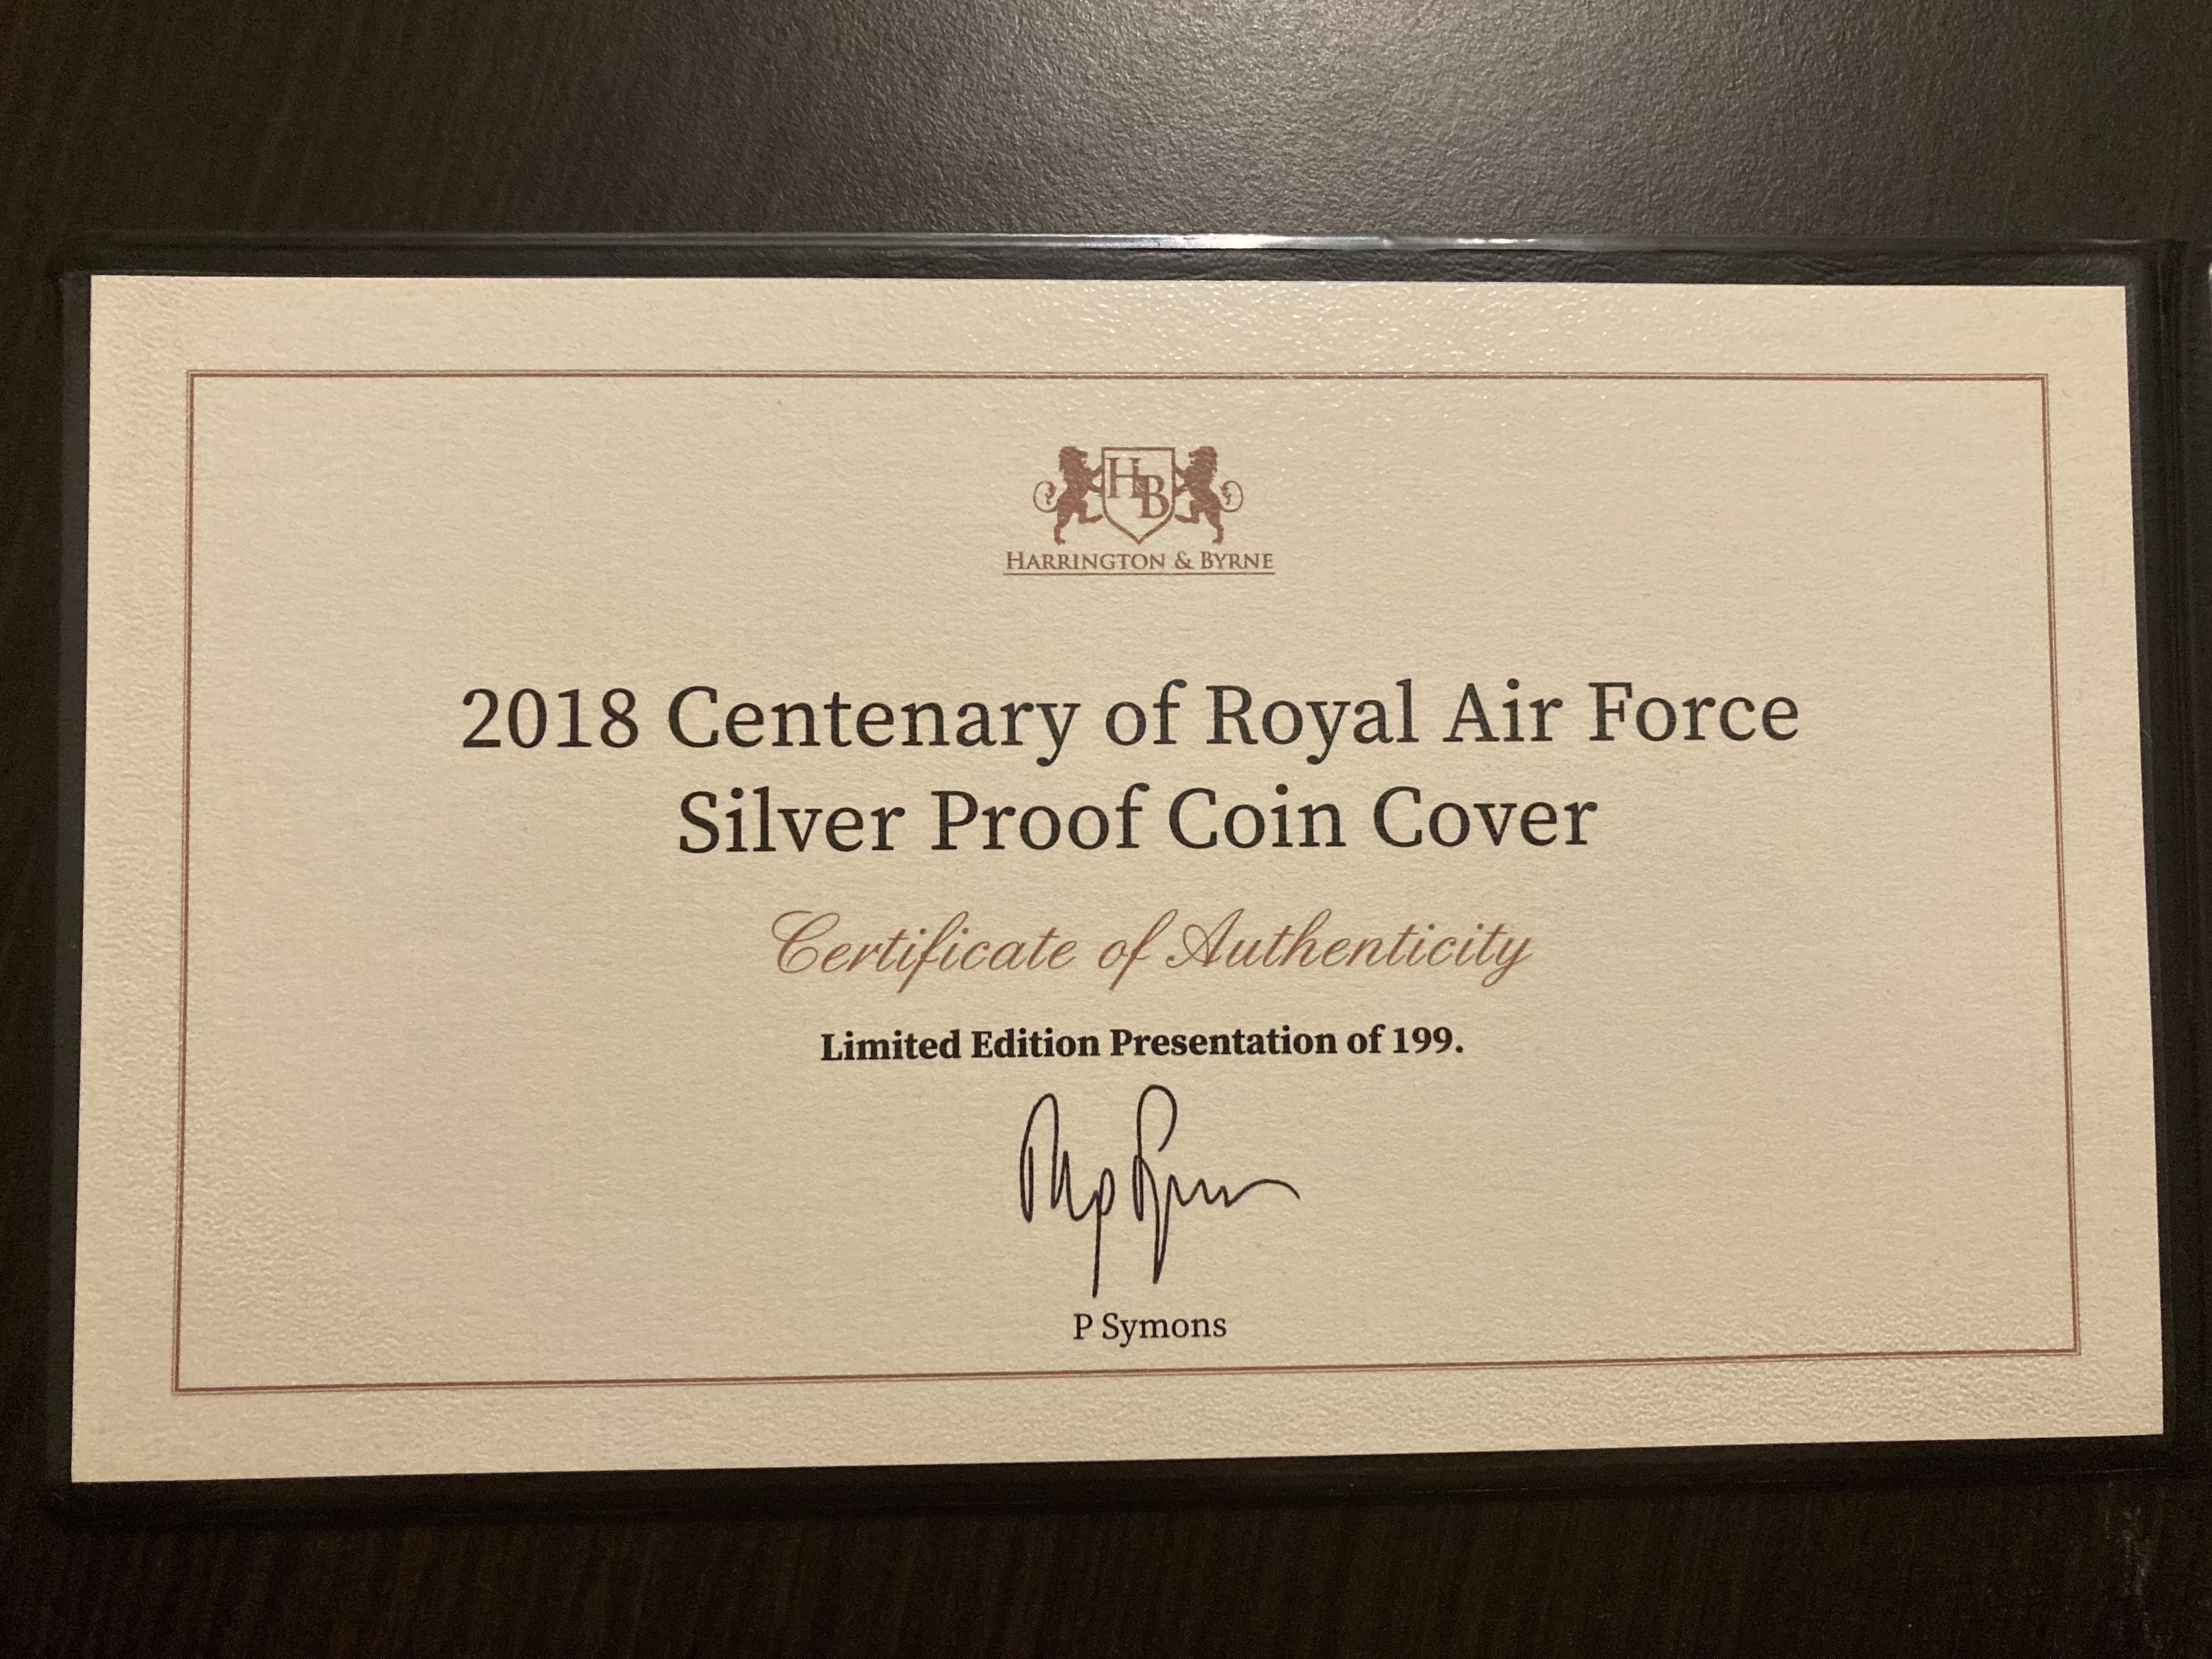 HB
HARRINGTON & BYRNE
2018 Centenary of Royal Air Force
Silver Proof Coin Cover
Certificate of Authenticity
Limited Edition Presentation of 199.
P Symons